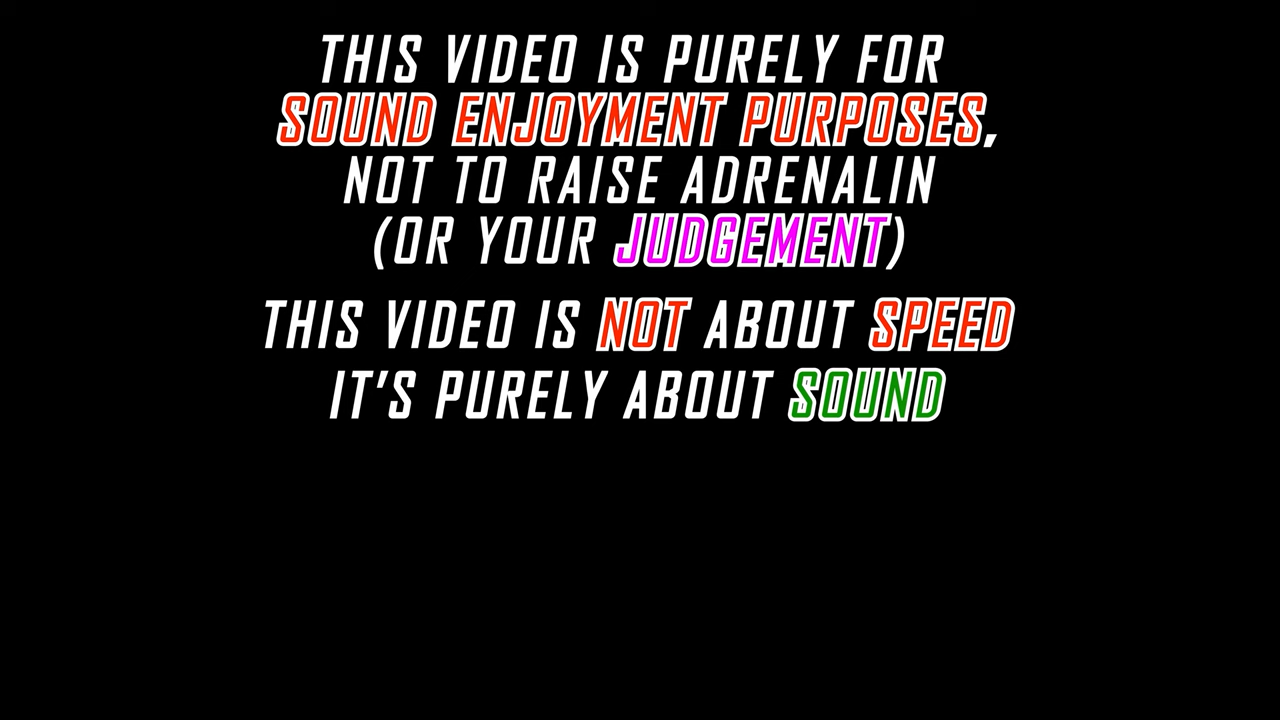 THIS VIDEO IS PURELY FOR
SOUND ENJOYMENT PURPOSES,
NOT TO RAISE ADRENALIN
(OR YOUR JUDGEMENT)
THIS VIDEO IS NOT ABOUT SPEED
IT'S PURELY ABOUT SOUND